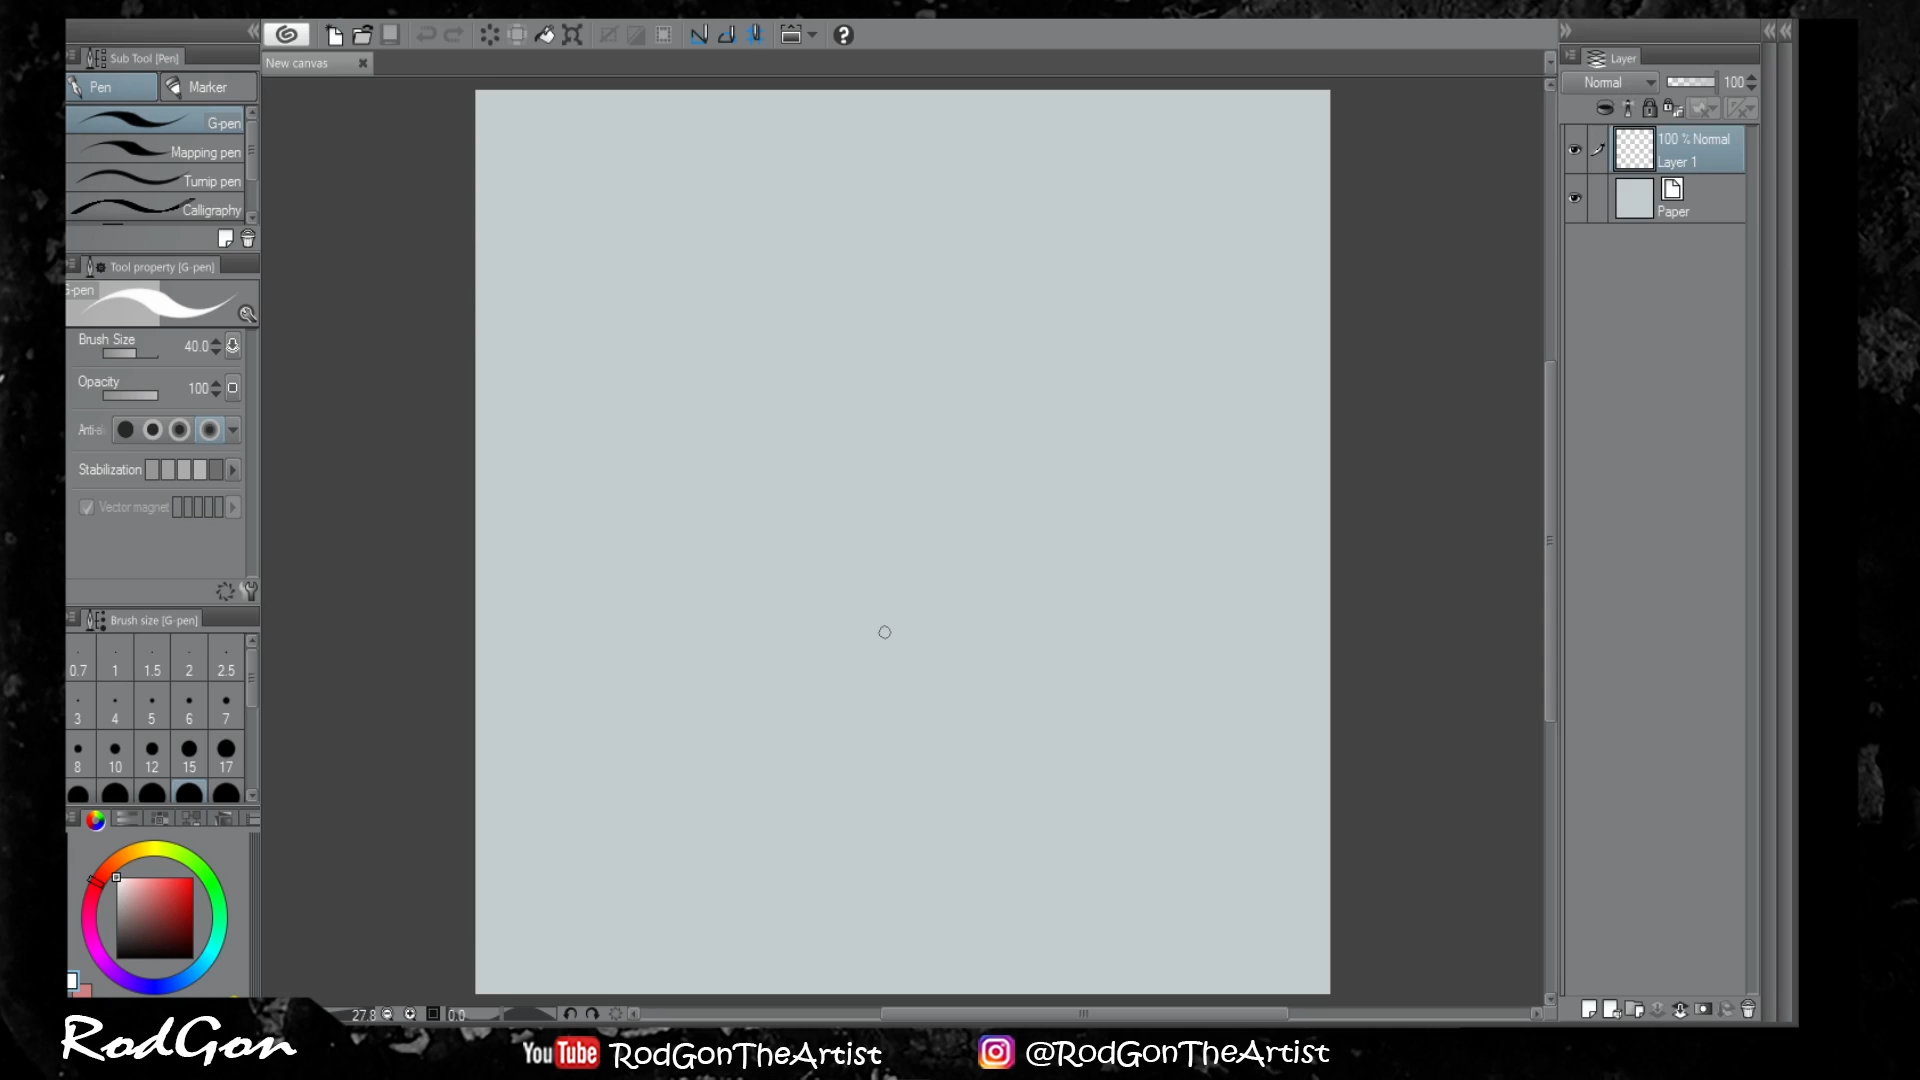 Sub Tool [Pen]
Pen
Marker
G-pen
Mapping pen
Turnip pen
Calligraphy
Tool property [G-pen]
G-pen
Brush Size 40.0
Opacity 100
Anti-al
Stabilization
Vector magnet
Brush size [G-pen]
0.7 1 1.5 2 2.5
3 4 5 6 7
8 10 12 15 17
New canvas
27.8
0.0
Layer
Normal 100
100 % Normal
Layer 1
Paper
RodGon
YouTube RodGonTheArtist
@RodGonTheArtist